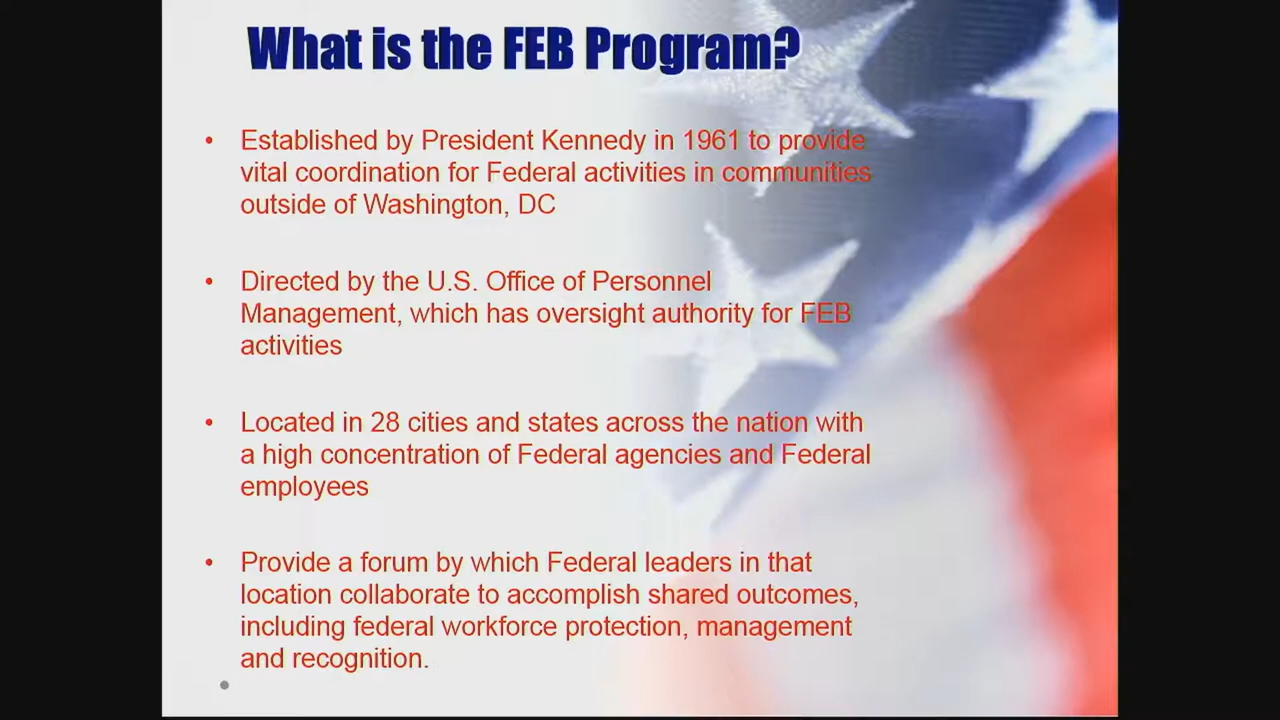 What is the FEB Program?
• Established by President Kennedy in 1961 to provide
vital coordination for Federal activities in communities
outside of Washington, DC
• Directed by the U.S. Office of Personnel
Management, which has oversight authority for FEB
activities
• Located in 28 cities and states across the nation with
a high concentration of Federal agencies and Federal
employees
• Provide a forum by which Federal leaders in that
location collaborate to accomplish shared outcomes,
including federal workforce protection, management
and recognition.
•